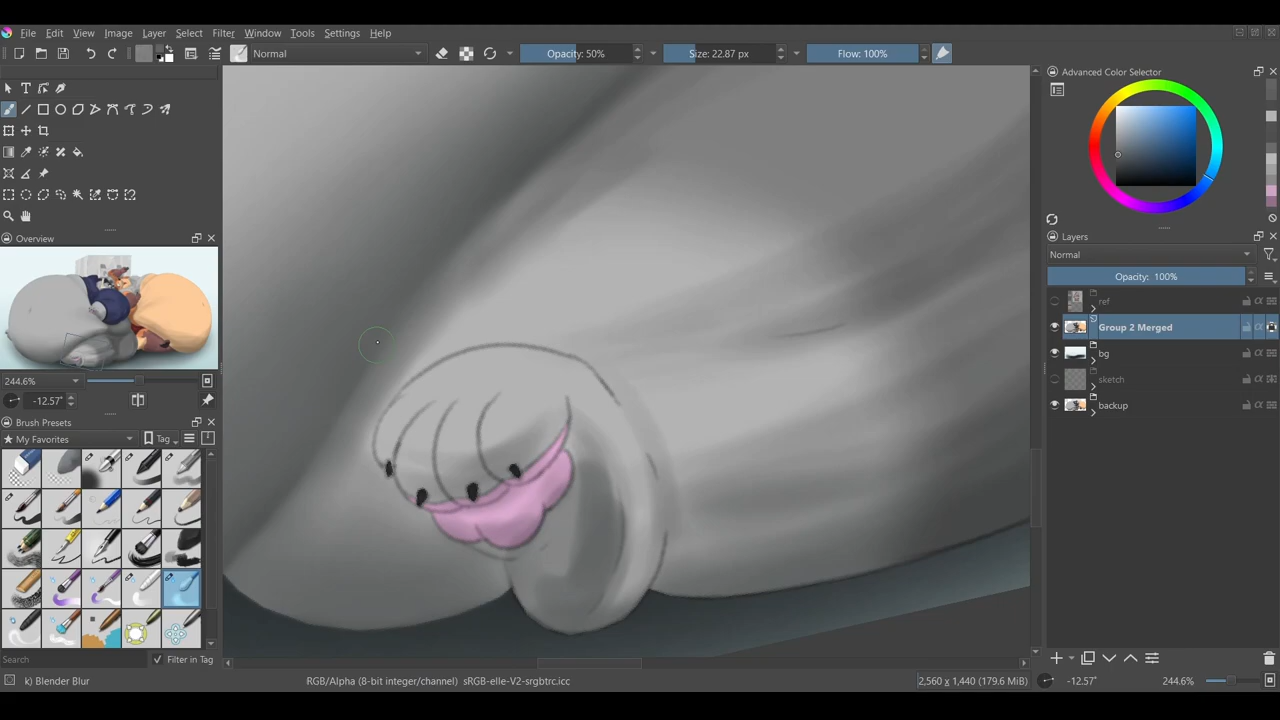 File Edit View Image Layer Select Filter Window Tools Settings Help
Normal Opacity: 50% Size: 22.87 px Flow: 100%
Advanced Color Selector
Overview
244.6%
-12.57°
Brush Presets
My Favorites Tag
Search Filter in Tag
Layers
Normal
Opacity: 100%
ref
Group 2 Merged
bg
sketch
backup
k) Blender Blur RGB/Alpha (8-bit integer/channel) sRGB-elle-V2-srgbtrc.icc 2,560 x 1,440 (179.6 MiB) -12.57° 244.6%